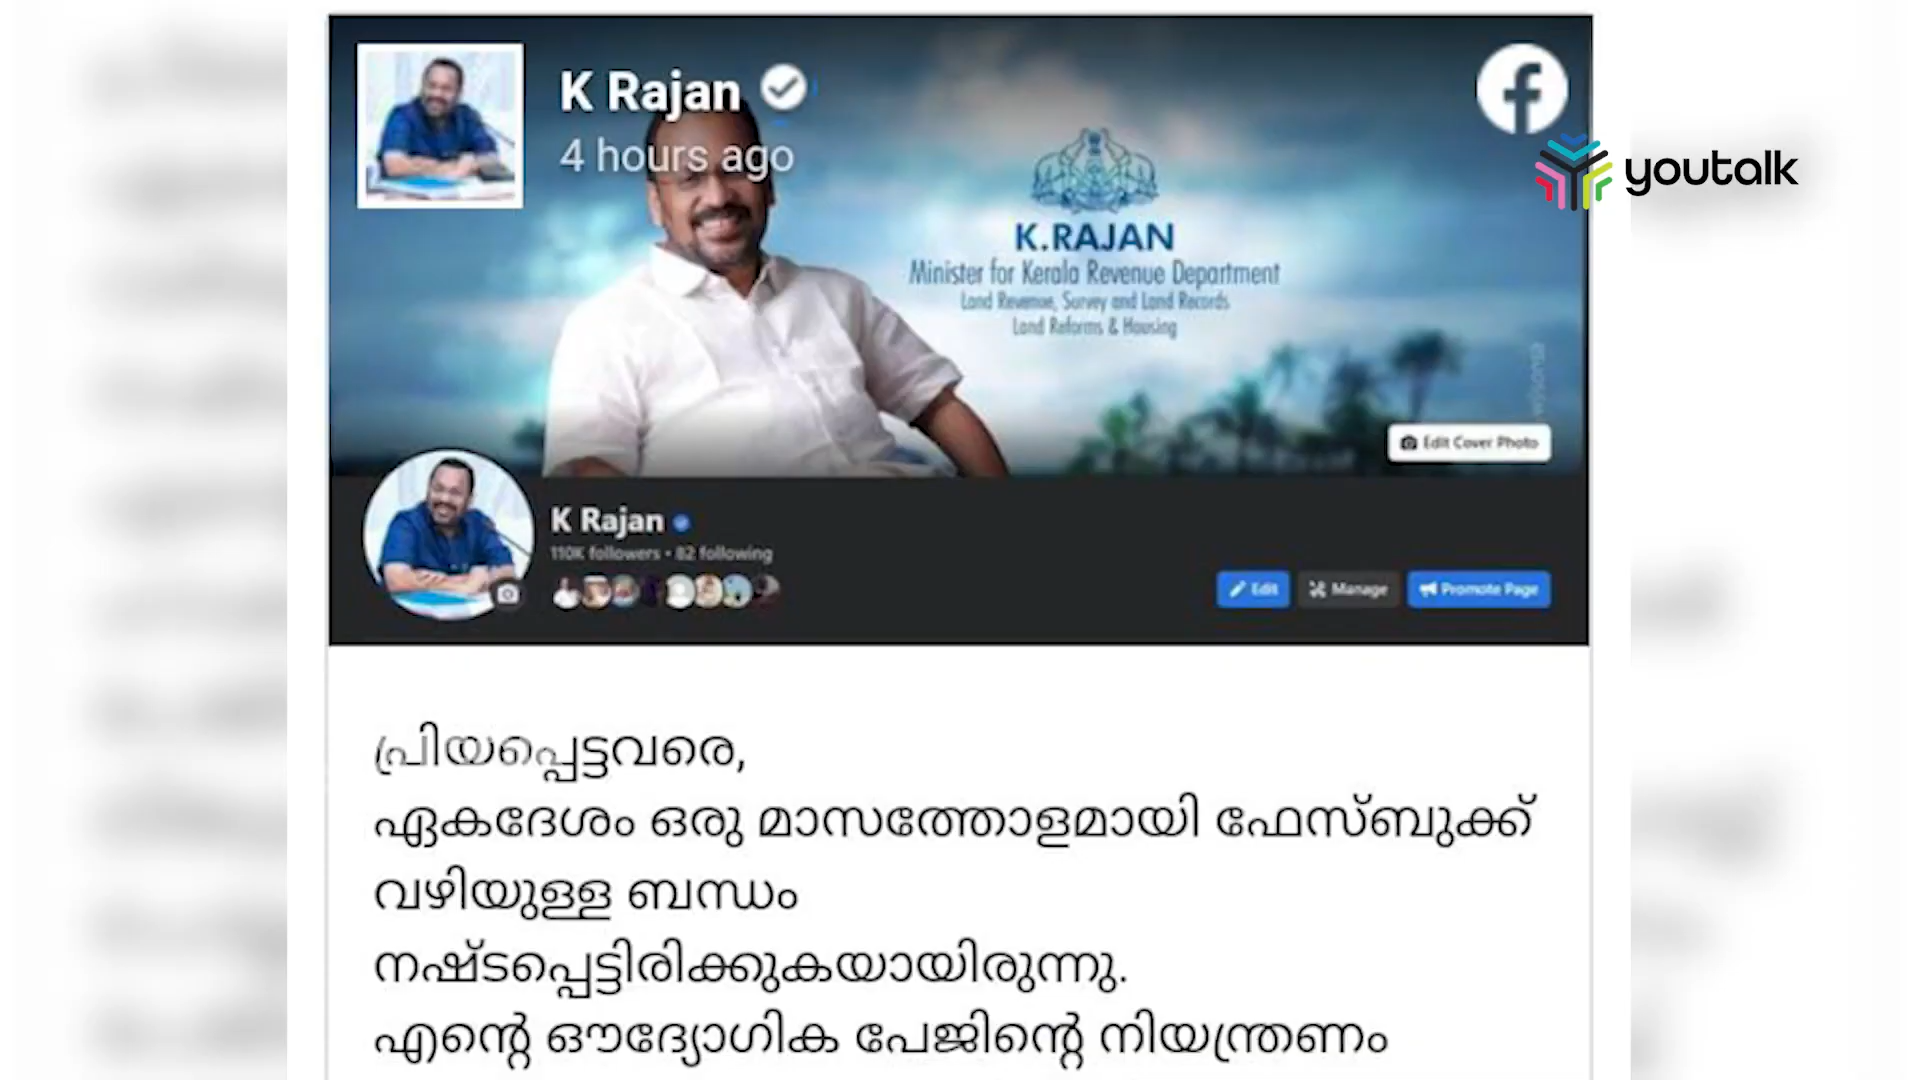 K Rajan
4 hours ago
youtalk
K.RAJAN
Minister for Kerala Revenue Department
Land Revenue, Survey and Land Records
Land Reforms & Housing
Edit Cover Photo
K Rajan
110K followers • 82 following
Edit
Manage
Promote Page
പ്രിയപ്പെട്ടവരെ,
ഏകദേശം ഒരു മാസത്തോളമായി ഫേസ്ബുക്ക്
വഴിയുള്ള ബന്ധം
നഷ്ടപ്പെട്ടിരിക്കുകയായിരുന്നു.
എന്റെ ഔദ്യോഗിക പേജിന്റെ നിയന്ത്രണം